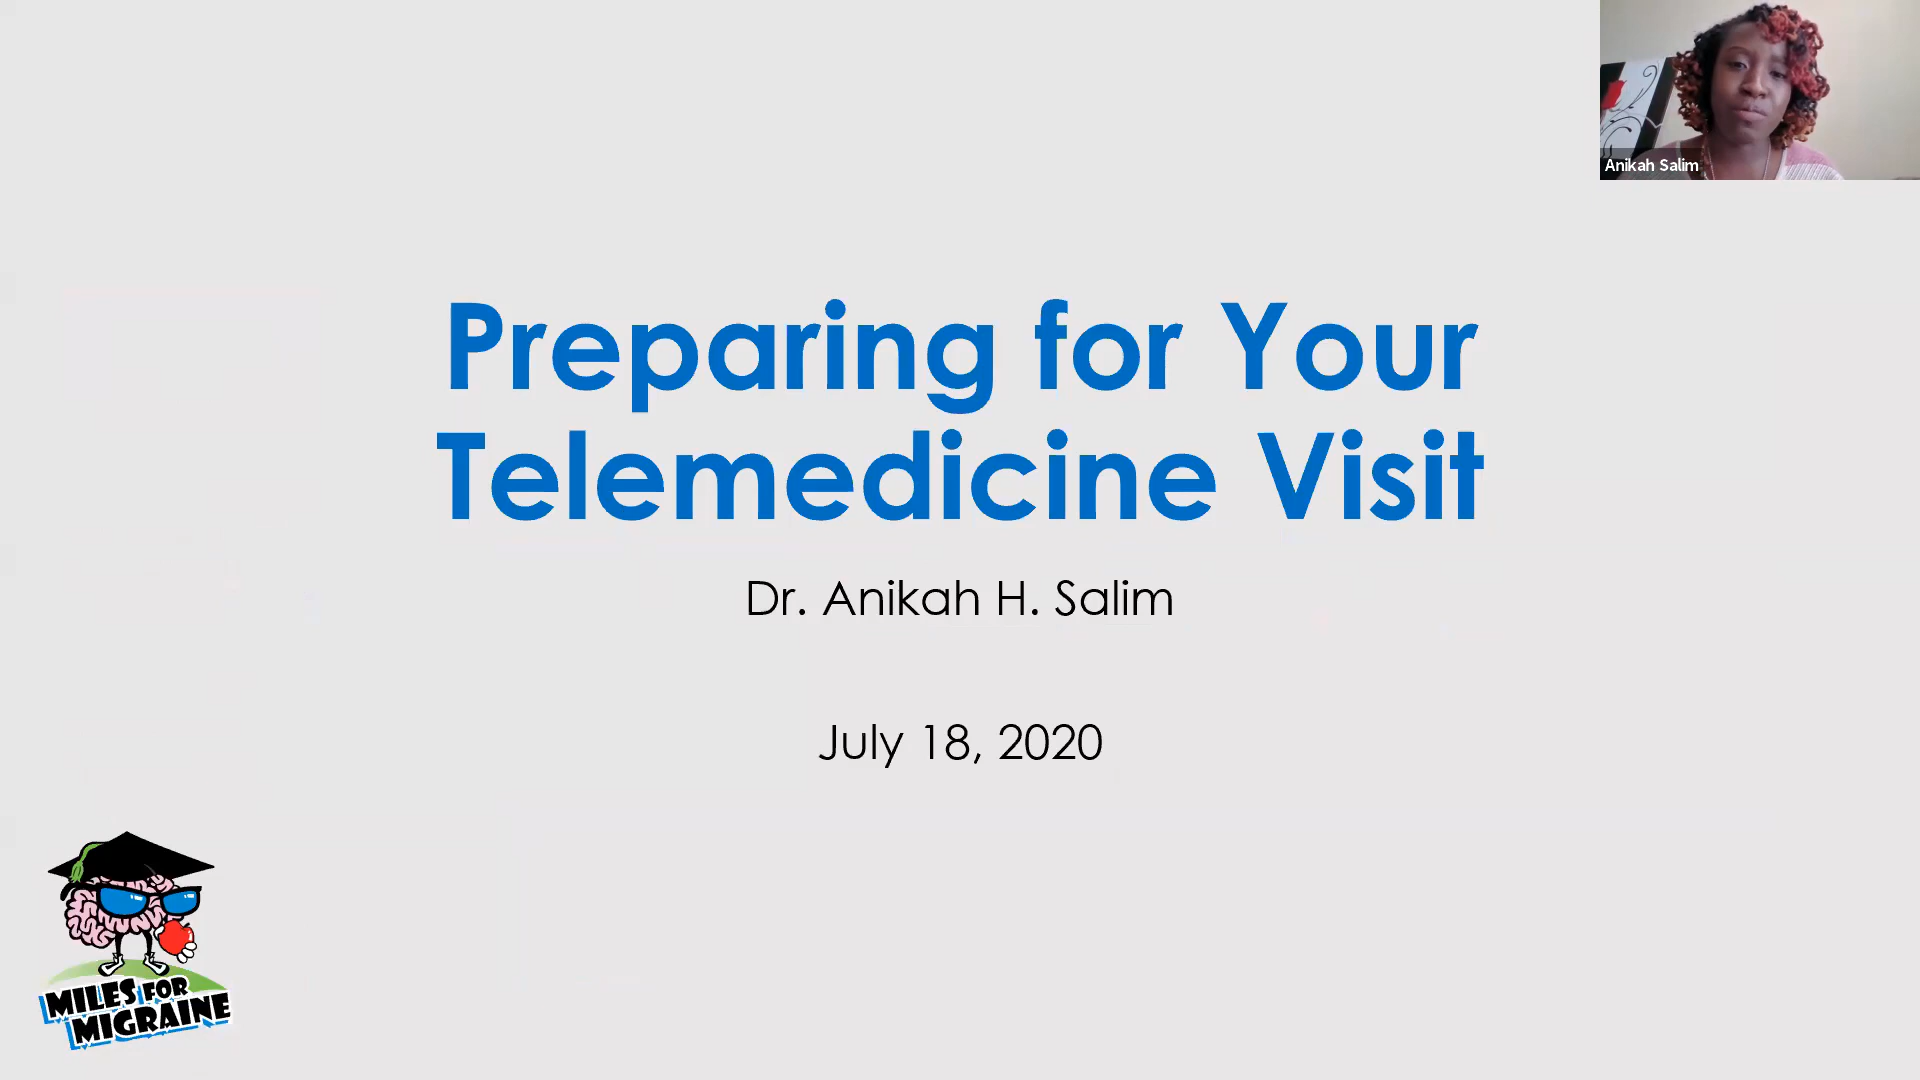 Anikah Salim
Preparing for Your
Telemedicine Visit
Dr. Anikah H. Salim
July 18, 2020
MILES FOR
MIGRAINE